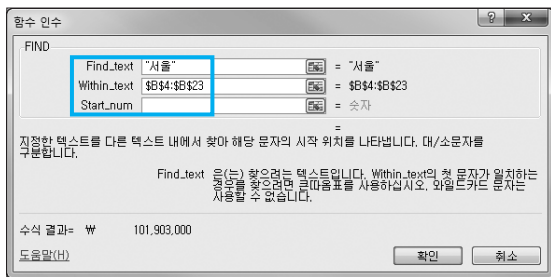 함수 인수
FIND
Find_text "서울" = "서울"
Within_text $B$4:$B$23 = $B$4:$B$23
Start_num = 숫자
=
지정한 텍스트를 다른 텍스트 내에서 찾아 해당 문자의 시작 위치를 나타냅니다. 대/소문자를
구분합니다.
Find_text 은(는) 찾으려는 텍스트입니다. Within_text의 첫 문자가 일치하는
경우를 찾으려면 큰따옴표를 사용하십시오. 와일드카드 문자는
사용할 수 없습니다.
수식 결과= ₩ 101,903,000
도움말(H) 확인 취소